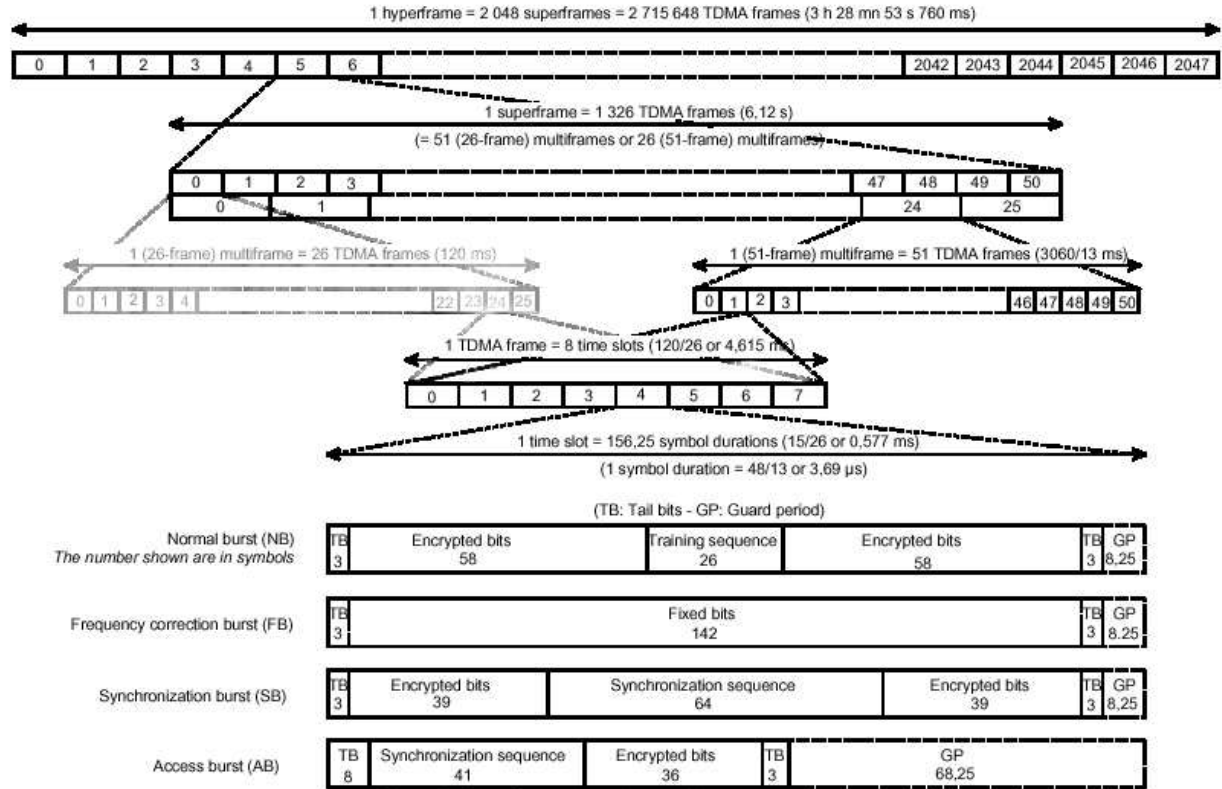 1 hyperframe = 2 048 superframes = 2 715 648 TDMA frames (3 h 28 mn 53 s 760 ms)
0 1 2 3 4 5 6 2042 2043 2044 2045 2046 2047
1 superframe = 1 326 TDMA frames (6,12 s)
(= 51 (26-frame) multiframes or 26 (51-frame) multiframes)
0 1 2 3 47 48 49 50
0 1 24 25
1 (26-frame) multiframe = 26 TDMA frames (120 ms) 1 (51-frame) multiframe = 51 TDMA frames (3060/13 ms)
0 1 2 3 4 22 23 24 25 0 1 2 3 46 47 48 49 50
1 TDMA frame = 8 time slots (120/26 or 4,615 ms)
0 1 2 3 4 5 6 7
1 time slot = 156,25 symbol durations (15/26 or 0,577 ms)
(1 symbol duration = 48/13 or 3,69 µs)
(TB: Tail bits - GP: Guard period)
Normal burst (NB) TB Encrypted bits Training sequence Encrypted bits TB GP
The number shown are in symbols 3 58 26 58 3 8,25
Frequency correction burst (FB) TB Fixed bits TB GP
3 142 3 8.25
Synchronization burst (SB) TB Encrypted bits Synchronization sequence Encrypted bits TB GP
3 39 64 39 3 8,25
Access burst (AB) TB Synchronization sequence Encrypted bits TB GP
8 41 36 3 68,25